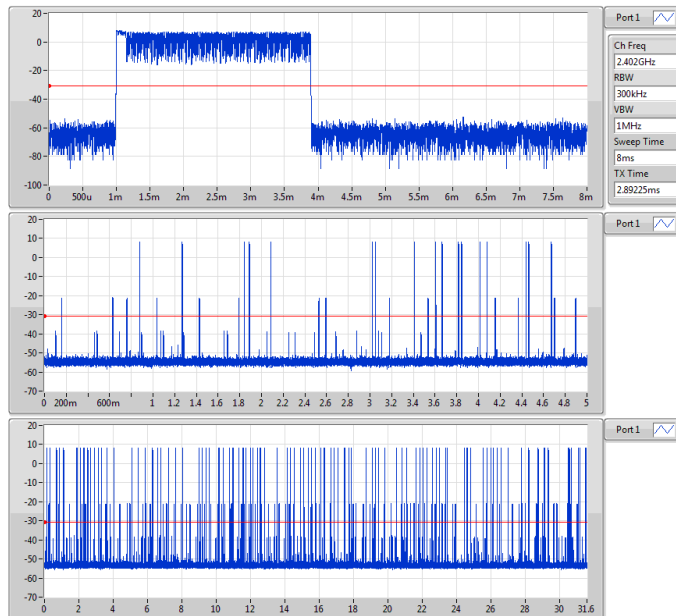 Port 1
20
0
-20
-40
-60
-80
-100
0 500u 1m 1.5m 2m 2.5m 3m 3.5m 4m 4.5m 5m 5.5m 6m 6.5m 7m 7.5m 8m
Ch Freq
2.402GHz
RBW
300kHz
VBW
1MHz
Sweep Time
8ms
TX Time
2.89225ms
Port 1
20
10
0
-10
-20
-30
-40
-50
-60
-70
0 200m 600m 1 1.2 1.4 1.6 1.8 2 2.2 2.4 2.6 2.8 3 3.2 3.4 3.6 3.8 4 4.2 4.4 4.6 4.8 5
Port 1
20
10
0
-10
-20
-30
-40
-50
-60
-70
0 2 4 6 8 10 12 14 16 18 20 22 24 26 28 30 31.6